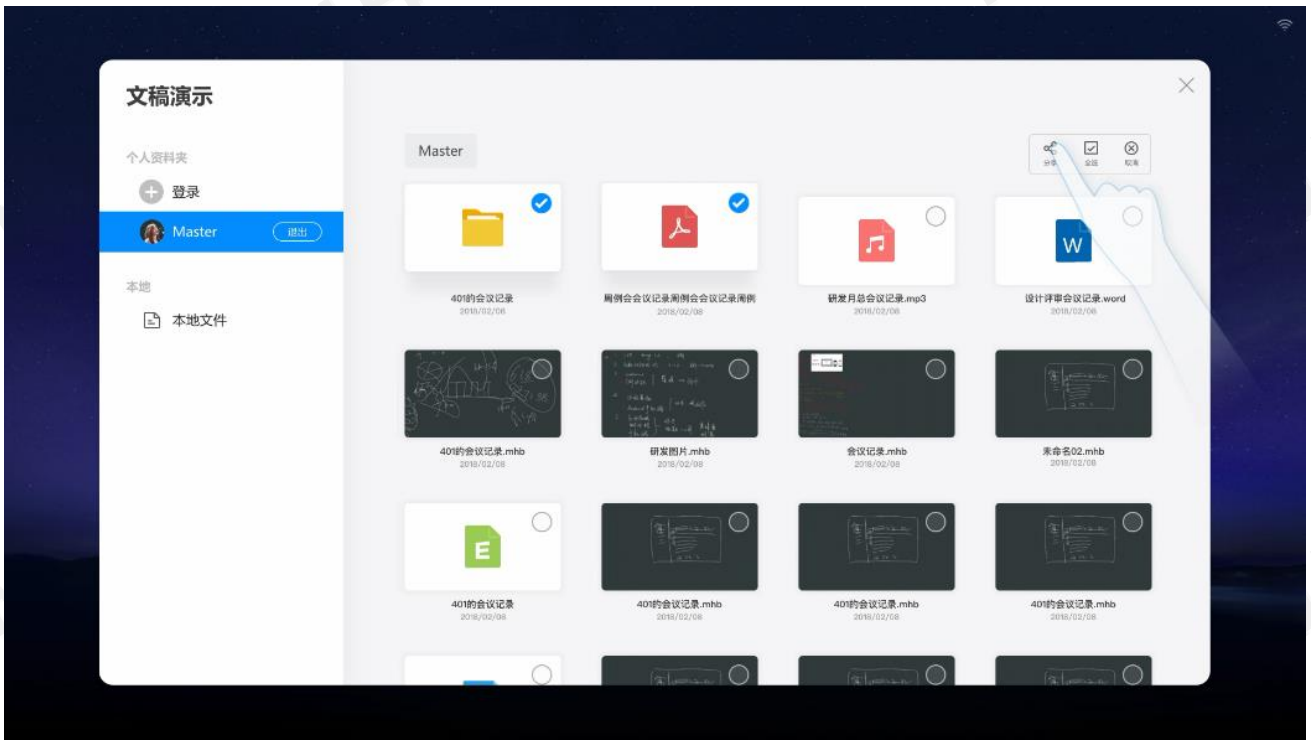 文稿演示
个人资料夹
登录
Master
退出
本地
本地文件
Master
分享
全选
取消
401的会议记录
2018/02/08
周例会会议记录周例会会议记录周例
2018/02/08
研发月总会议记录.mp3
2018/02/08
W
设计评审会议记录.word
2018/02/08
401的会议记录.mhb
2018/02/08
研发图片.mhb
2018/02/08
会议记录.mhb
2018/02/08
未命名02.mhb
2018/02/08
E
401的会议记录
2018/02/08
401的会议记录.mhb
2018/02/08
401的会议记录.mhb
2018/02/08
401的会议记录.mhb
2018/02/08